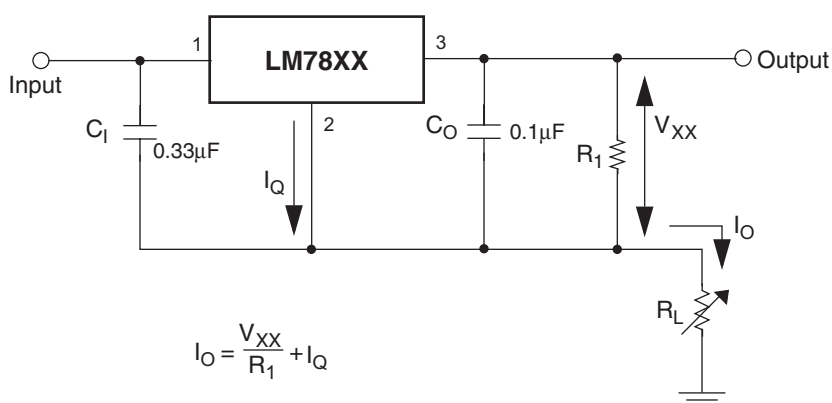 1
LM78XX
3
Input
Output
C_I
0.33μF
2
I_Q
C_O
0.1μF
R_1
V_XX
I_O
R_L
I_O = V_XX / R_1 + I_Q